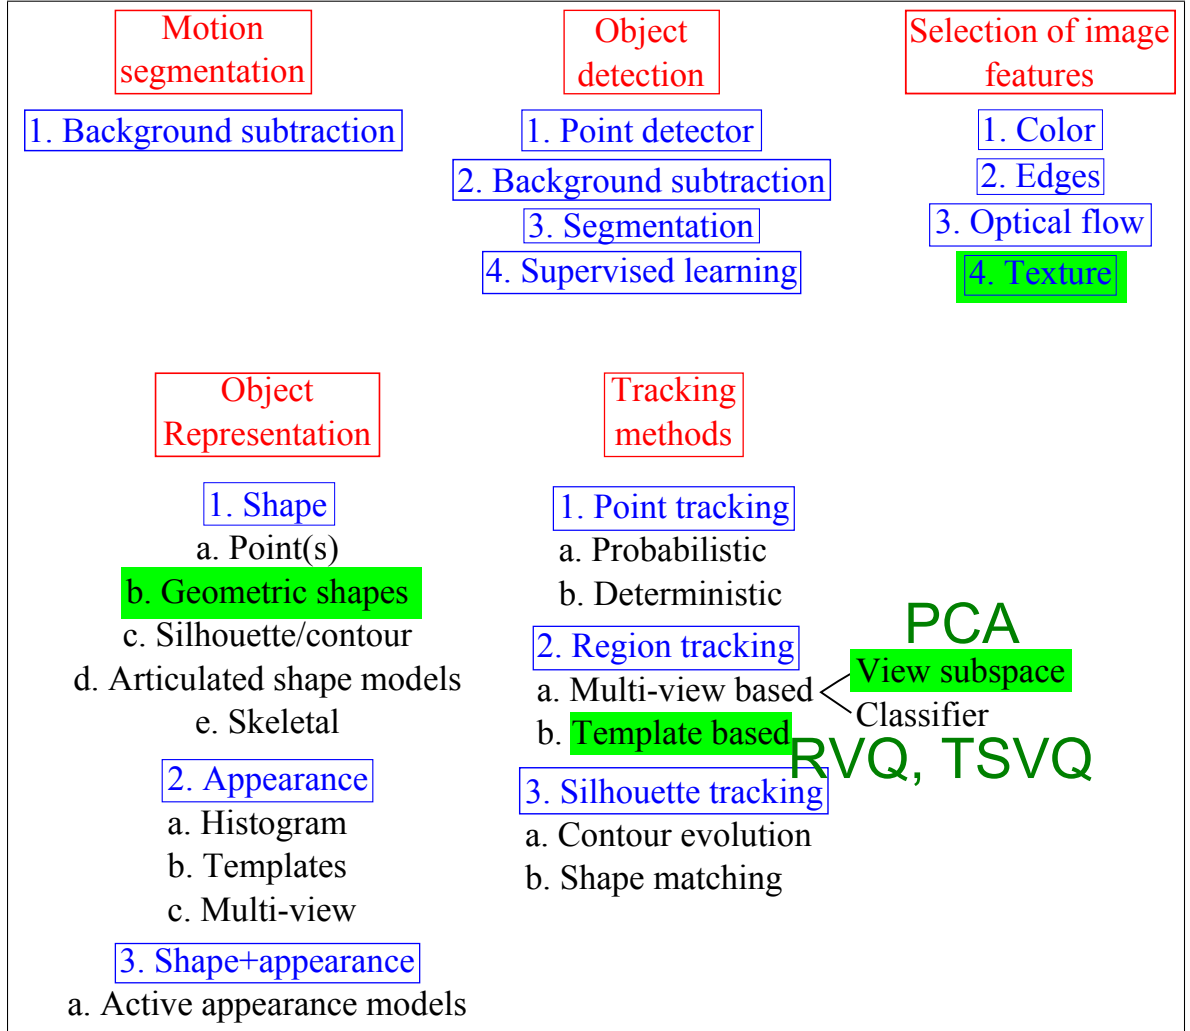 Motion
segmentation
1. Background subtraction
Object
detection
1. Point detector
2. Background subtraction
3. Segmentation
4. Supervised learning
Selection of image
features
1. Color
2. Edges
3. Optical flow
4. Texture
Object
Representation
1. Shape
a. Point(s)
b. Geometric shapes
c. Silhouette/contour
d. Articulated shape models
e. Skeletal
2. Appearance
a. Histogram
b. Templates
c. Multi-view
3. Shape+appearance
a. Active appearance models
Tracking
methods
1. Point tracking
a. Probabilistic
b. Deterministic
2. Region tracking
a. Multi-view based
PCA
View subspace
Classifier
b. Template based
RVQ, TSVQ
3. Silhouette tracking
a. Contour evolution
b. Shape matching